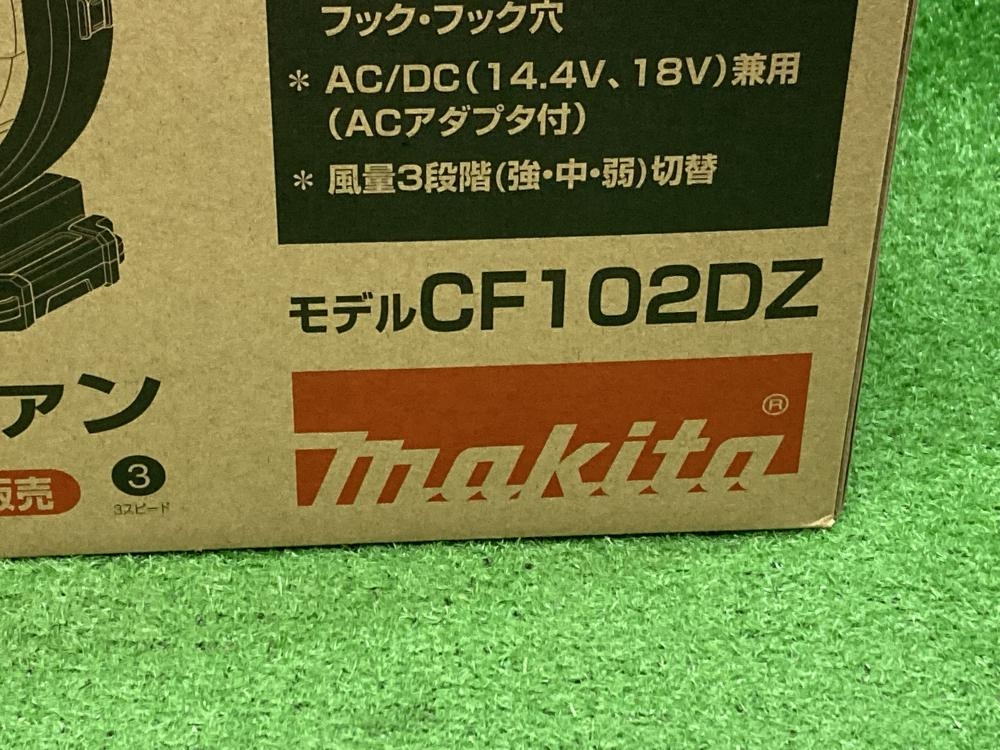 フック・フック穴
＊ AC/DC(14.4V、18V)兼用
(ACアダプタ付)
＊ 風量3段階(強・中・弱)切替
モデルCF102DZ
ァン
販売
3
3スピード
makita®